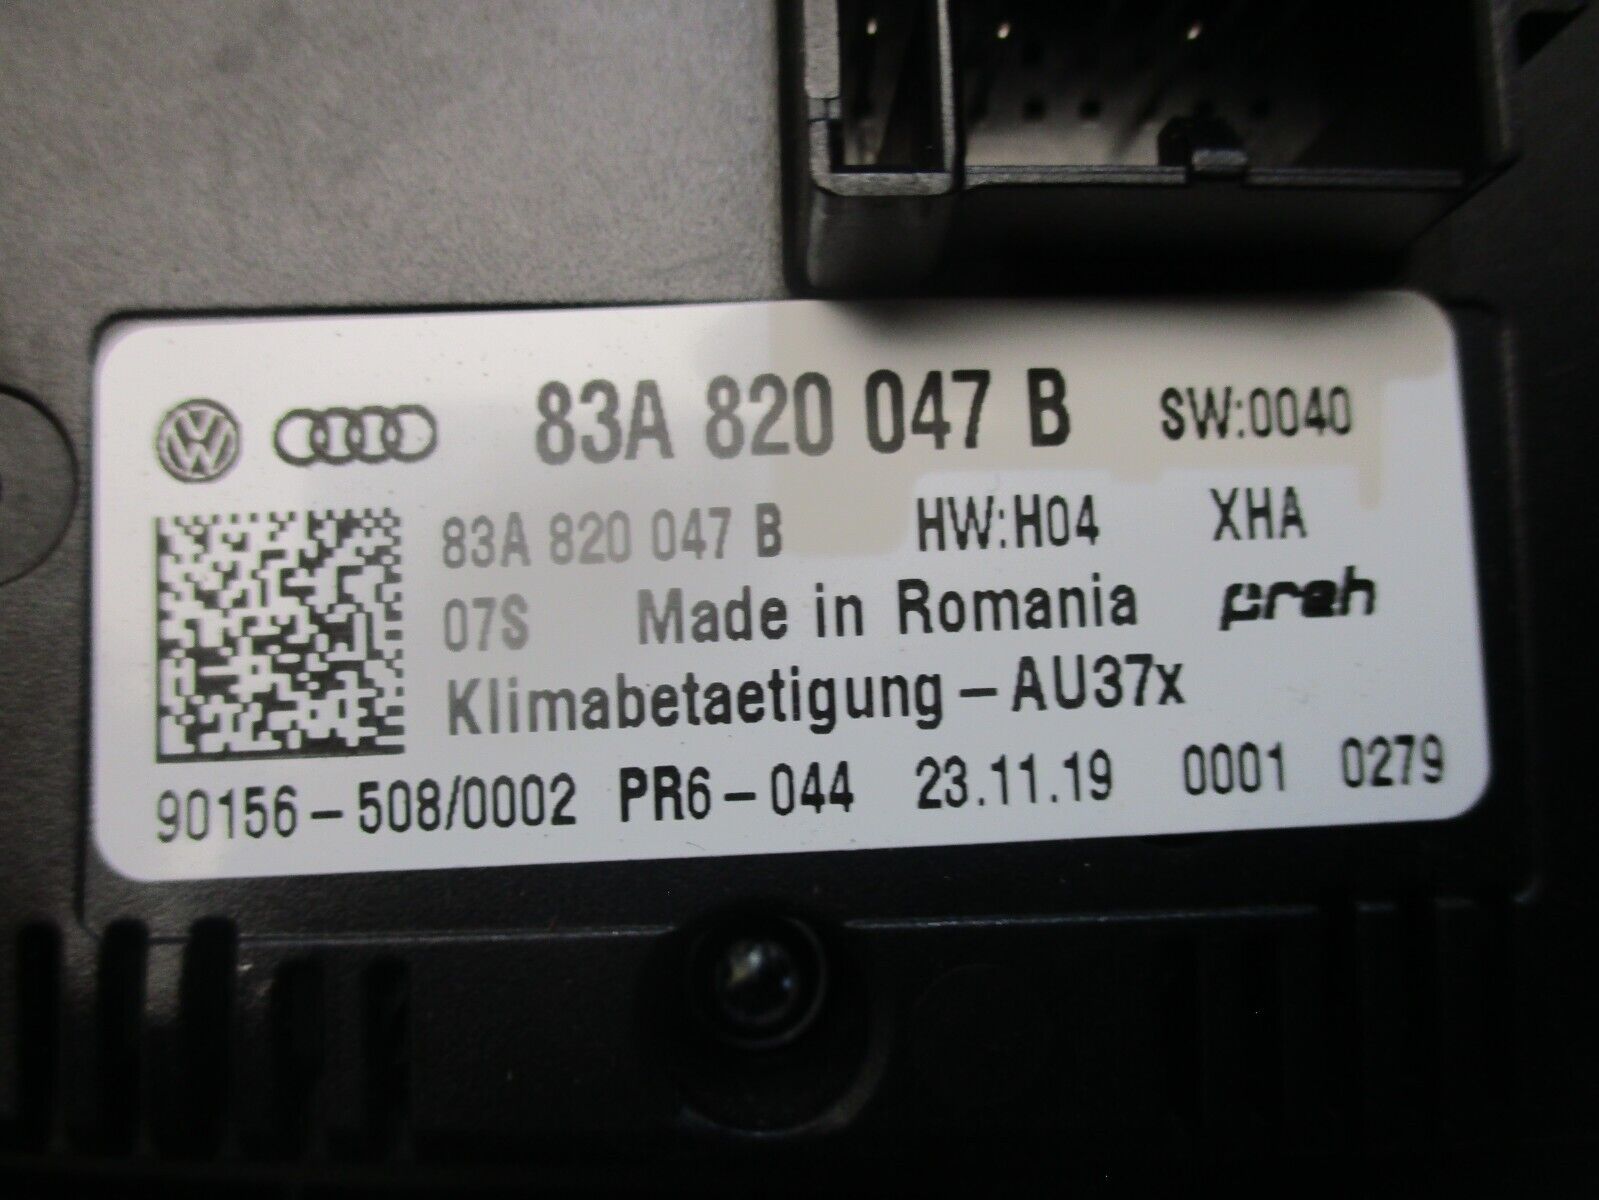 83A 820 047 B SW:0040
83A 820 047 B HW:H04 XHA
07S Made in Romania preh
Klimabetaetigung-AU37x
90156-508/0002 PR6-044 23.11.19 0001 0279